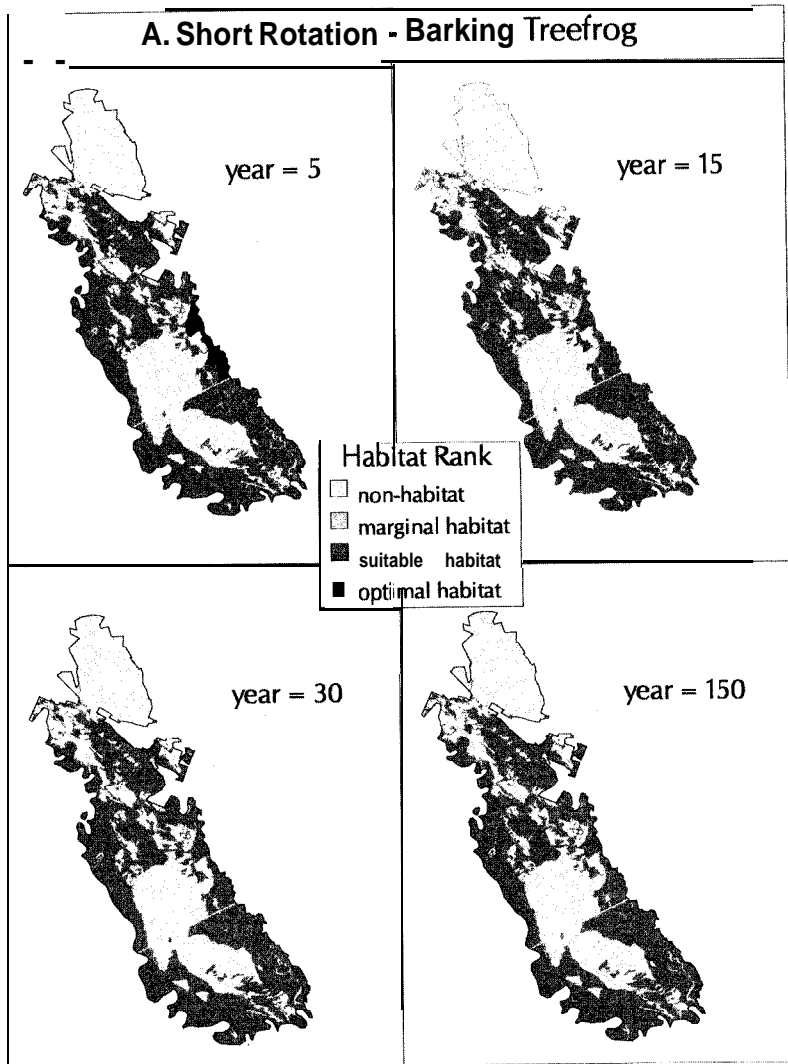 A. Short Rotation - Barking Treefrog
year = 5
year = 15
Habitat Rank
non-habitat
marginal habitat
suitable habitat
optimal habitat
year = 30
year = 150